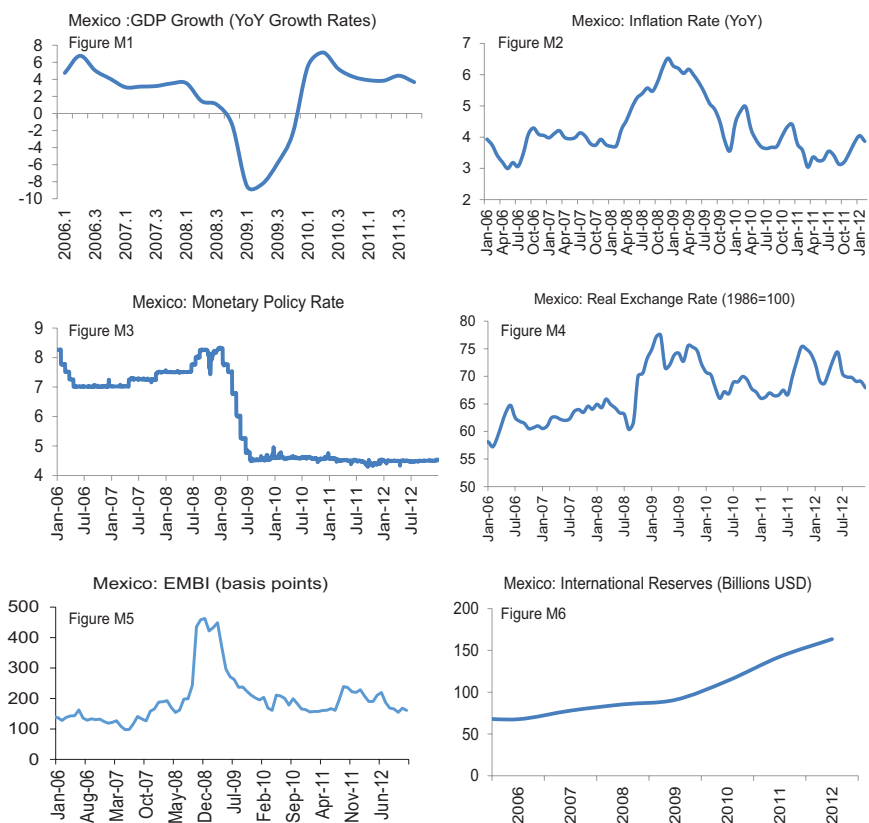 Mexico :GDP Growth (YoY Growth Rates)
Figure M1
8
6
4
2
0
-2
-4
-6
-8
-10
2006.1
2006.3
2007.1
2007.3
2008.1
2008.3
2009.1
2009.3
2010.1
2010.3
2011.1
2011.3
Mexico: Inflation Rate (YoY)
Figure M2
7
6
5
4
3
2
Jan-06
Apr-06
Jul-06
Oct-06
Jan-07
Apr-07
Jul-07
Oct-07
Jan-08
Apr-08
Jul-08
Oct-08
Jan-09
Apr-09
Jul-09
Oct-09
Jan-10
Apr-10
Jul-10
Oct-10
Jan-11
Apr-11
Jul-11
Oct-11
Jan-12
Mexico: Monetary Policy Rate
Figure M3
9
8
7
6
5
4
Jan-06
Jul-06
Jan-07
Jul-07
Jan-08
Jul-08
Jan-09
Jul-09
Jan-10
Jul-10
Jan-11
Jul-11
Jan-12
Jul-12
Mexico: Real Exchange Rate (1986=100)
Figure M4
80
75
70
65
60
55
50
Jan-06
Jul-06
Jan-07
Jul-07
Jan-08
Jul-08
Jan-09
Jul-09
Jan-10
Jul-10
Jan-11
Jul-11
Jan-12
Jul-12
Mexico: EMBI (basis points)
Figure M5
500
400
300
200
100
0
Jan-06
Aug-06
Mar-07
Oct-07
May-08
Dec-08
Jul-09
Feb-10
Sep-10
Apr-11
Nov-11
Jun-12
Mexico: International Reserves (Billions USD)
Figure M6
200
150
100
50
0
2006
2007
2008
2009
2010
2011
2012